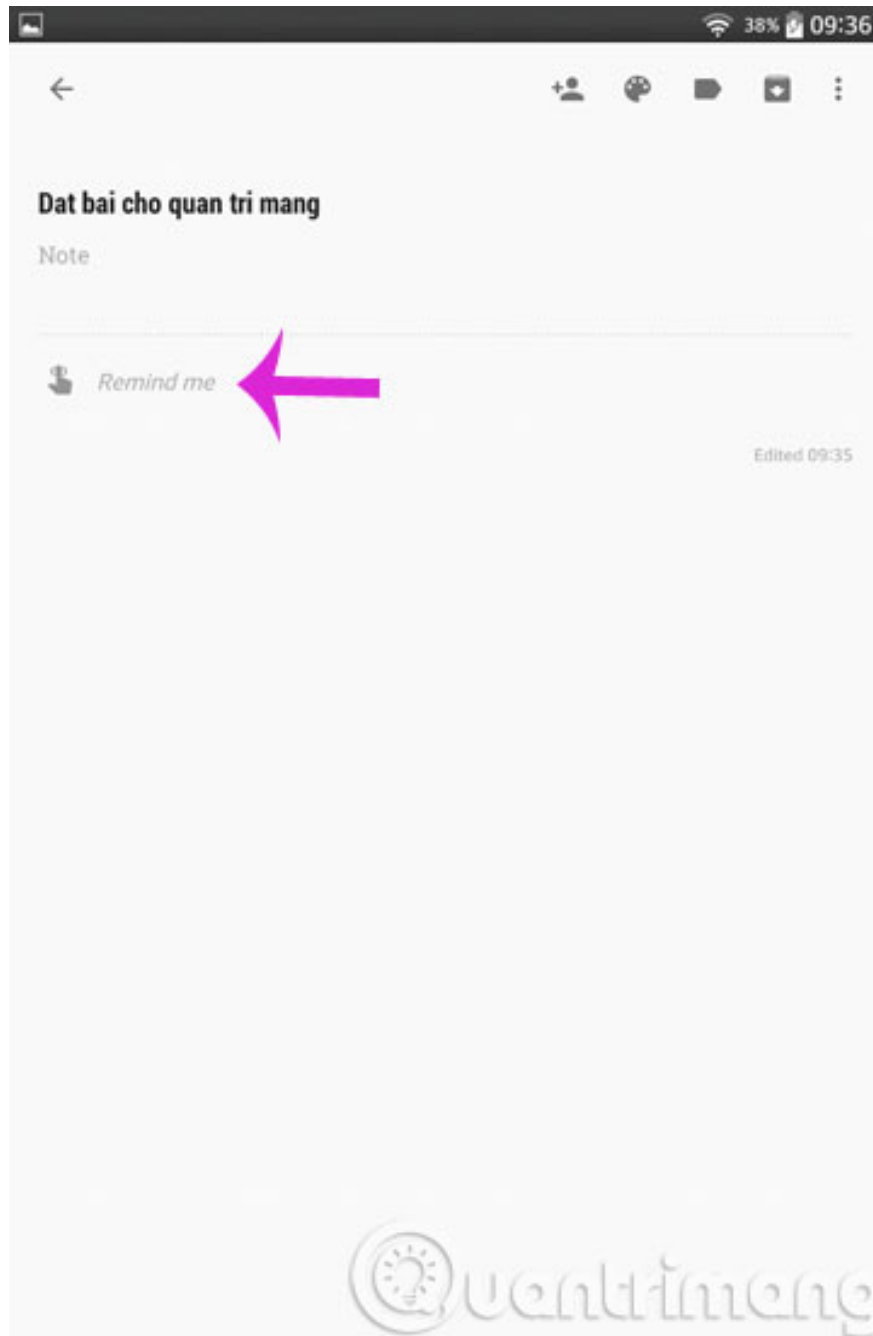 38% 09:36
Dat bai cho quan tri mang
Note
Remind me
Edited 09:35
Quantrimang